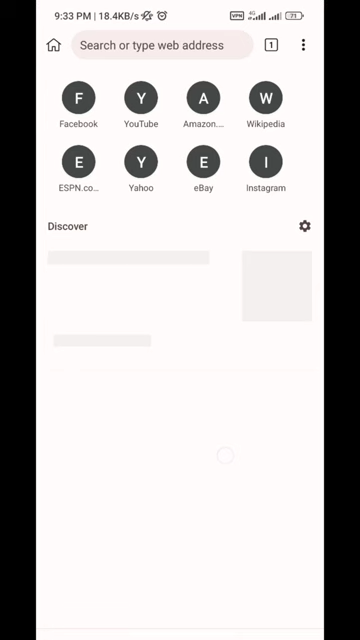 9:33 PM | 18.4KB/s VPN 4G 71
Search or type web address 1
F Y A W
Facebook YouTube Amazon.... Wikipedia
E Y E I
ESPN.co... Yahoo eBay Instagram
Discover